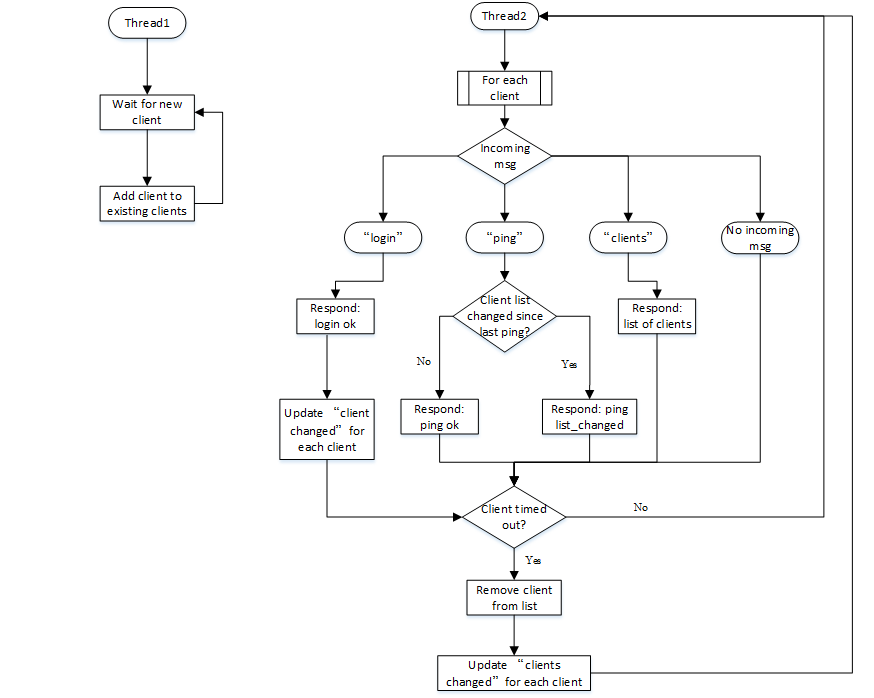 Thread1
Thread2
Wait for new
client
Add client to
existing clients
For each
client
Incoming
msg
“login”
“ping”
“clients”
No incoming
msg
Respond:
login ok
Client list
changed since
last ping?
Respond:
list of clients
No
Yes
Update “client
changed” for
each client
Respond:
ping ok
Respond: ping
list_changed
Client timed
out?
No
Yes
Remove client
from list
Update “clients
changed” for each client